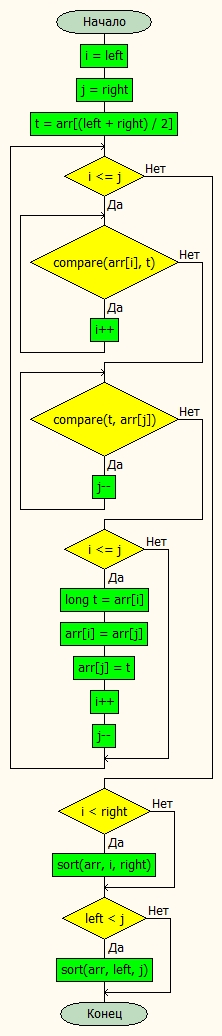 Начало
i = left
j = right
t = arr[(left + right) / 2]
i <= j
Нет
Да
compare(arr[i], t)
Нет
Да
i++
compare(t, arr[j])
Нет
Да
j--
i <= j
Нет
Да
long t = arr[i]
arr[i] = arr[j]
arr[j] = t
i++
j--
i < right
Нет
Да
sort(arr, i, right)
left < j
Нет
Да
sort(arr, left, j)
Конец